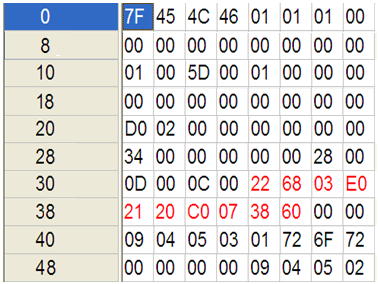 0 7F 45 4C 46 01 01 01 00
8 00 00 00 00 00 00 00 00
10 01 00 5D 00 01 00 00 00
18 00 00 00 00 00 00 00 00
20 D0 02 00 00 00 00 00 00
28 34 00 00 00 00 00 28 00
30 0D 00 0C 00 22 68 03 E0
38 21 20 C0 07 38 60 00 00
40 09 04 05 03 01 72 6F 72
48 00 00 00 00 09 04 05 02